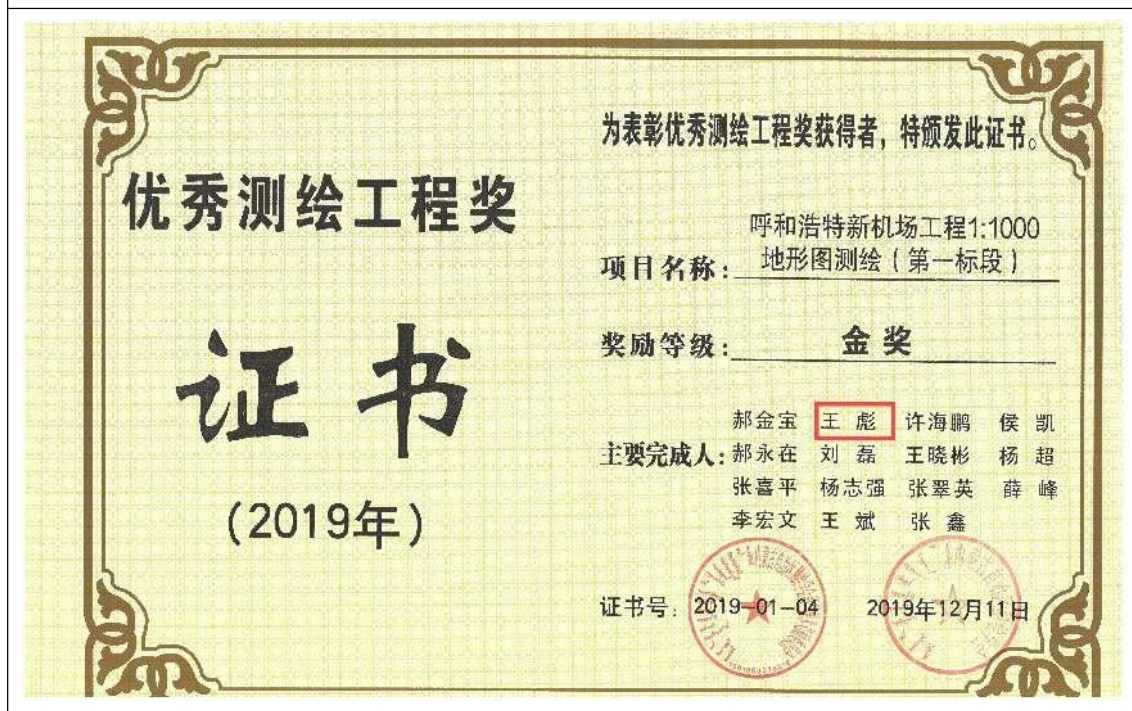 优秀测绘工程奖
证书
(2019年)
为表彰优秀测绘工程奖获得者，特颁发此证书。
项目名称：呼和浩特新机场工程1:1000
地形图测绘（第一标段）
奖励等级：金奖
主要完成人：
郝金宝 王彪 许海鹏 侯凯
郝永在 刘磊 王晓彬 杨超
张喜平 杨志强 张翠英 薛峰
李宏文 王斌 张鑫
证书号：2019-01-04 2019年12月11日